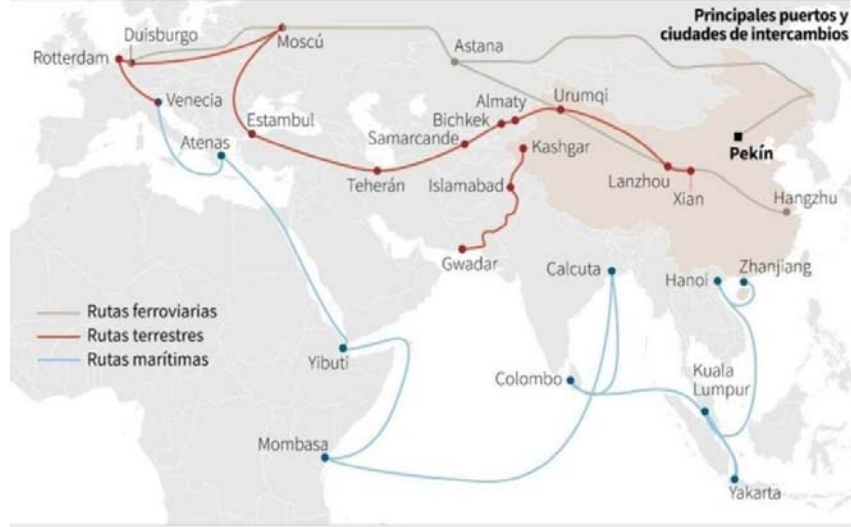 Principales puertos y
ciudades de intercambios
Duisburgo
Rotterdam
Moscú
Astana
Venecia
Estambul
Atenas
Almaty
Urumqi
Bichkek
Samarcande
Kashgar
Pekín
Teherán
Islamabad
Lanzhou
Xian
Hangzhu
Gwadar
Calcuta
Hanoi
Zhanjiang
Rutas ferroviarias
Rutas terrestres
Rutas marítimas
Yibuti
Colombo
Kuala
Lumpur
Mombasa
Yakarta